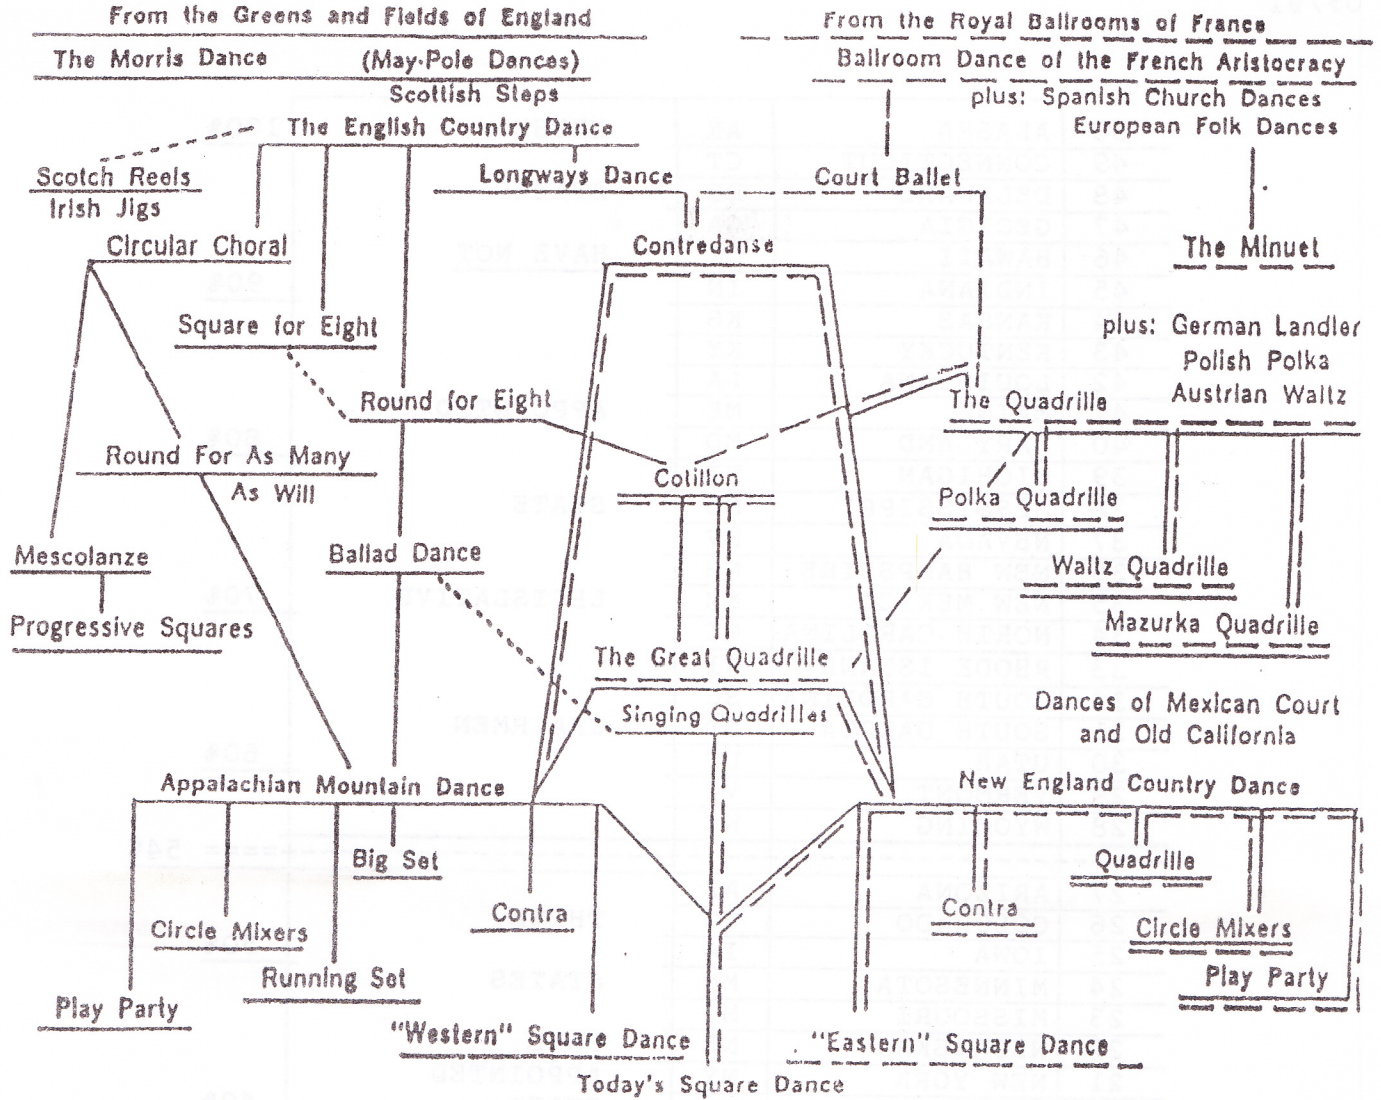 From the Greens and Fields of England
From the Royal Ballrooms of France
The Morris Dance (May-Pole Dances)
Ballroom Dance of the French Aristocracy
Scottish Steps
plus: Spanish Church Dances
The English Country Dance
European Folk Dances
Scotch Reels
Longways Dance
Court Ballet
Irish Jigs
Circular Choral
Contredanse
The Minuet
Square for Eight
plus: German Landler
Polish Polka
Austrian Waltz
Round for Eight
The Quadrille
Round For As Many
As Will
Cotillon
Polka Quadrille
Mescolanze
Ballad Dance
Waltz Quadrille
Progressive Squares
Mazurka Quadrille
The Great Quadrille
Singing Quadrilles
Dances of Mexican Court
and Old California
Appalachian Mountain Dance
New England Country Dance
Big Set
Quadrille
Contra
Contra
Circle Mixers
Circle Mixers
Running Set
Play Party
Play Party
"Western" Square Dance
"Eastern" Square Dance
Today's Square Dance